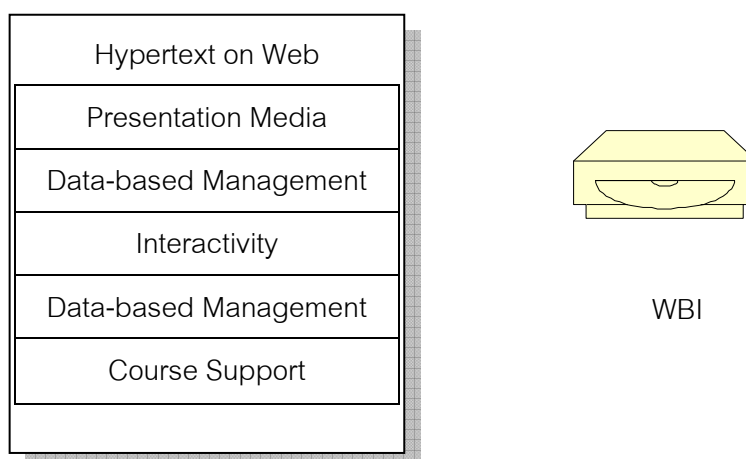 Hypertext on Web
Presentation Media
Data-based Management
Interactivity
Data-based Management
Course Support
WBI